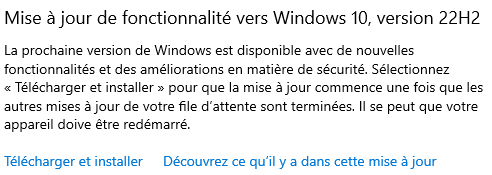 Mise à jour de fonctionnalité vers Windows 10, version 22H2
La prochaine version de Windows est disponible avec de nouvelles
fonctionnalités et des améliorations en matière de sécurité. Sélectionnez
« Télécharger et installer » pour que la mise à jour commence une fois que les
autres mises à jour de votre file d’attente sont terminées. Il se peut que votre
appareil doive être redémarré.
Télécharger et installer Découvrez ce qu’il y a dans cette mise à jour